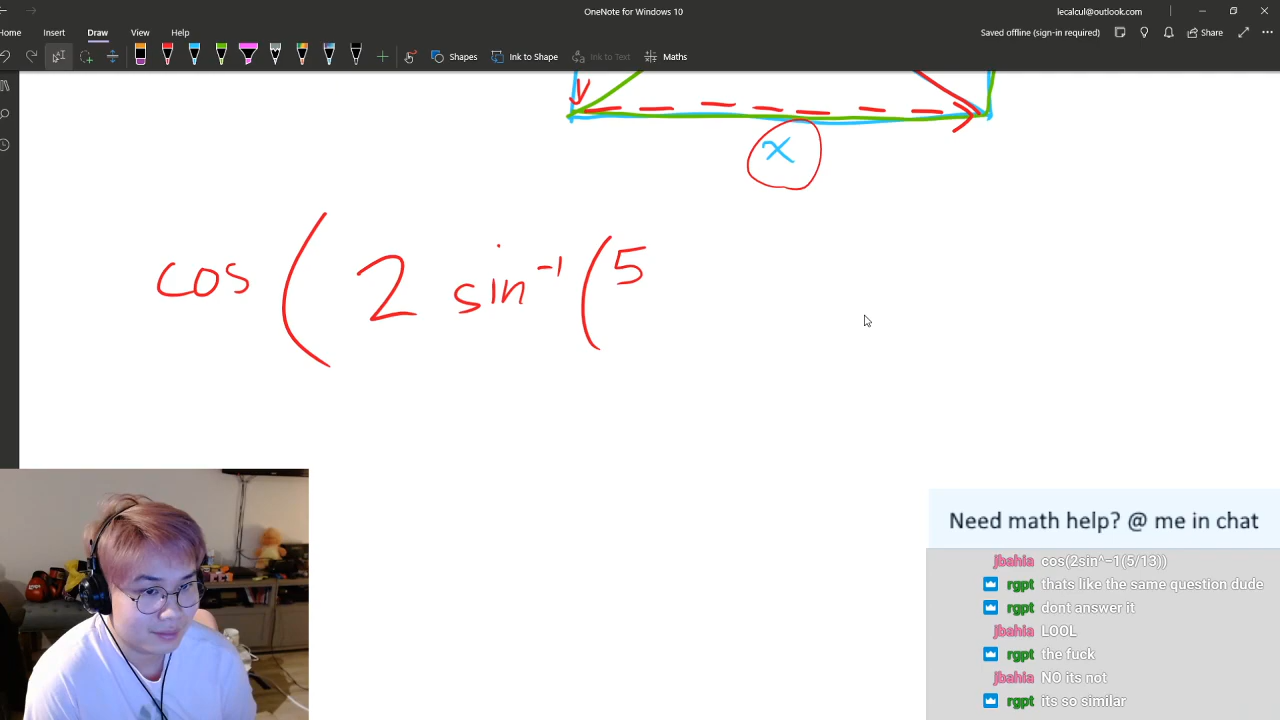 OneNote for Windows 10
lecalcul@outlook.com
Home Insert Draw View Help
Saved offline (sign-in required)
Share
Shapes
Ink to Shape
Ink to Text
Maths
x
cos ( 2 sin⁻¹ ( 5
Need math help? @ me in chat
jbahia cos(2sin^−1(5/13))
rgpt thats like the same question dude
rgpt dont answer it
jbahia LOOL
rgpt the fuck
jbahia NO its not
rgpt its so similar